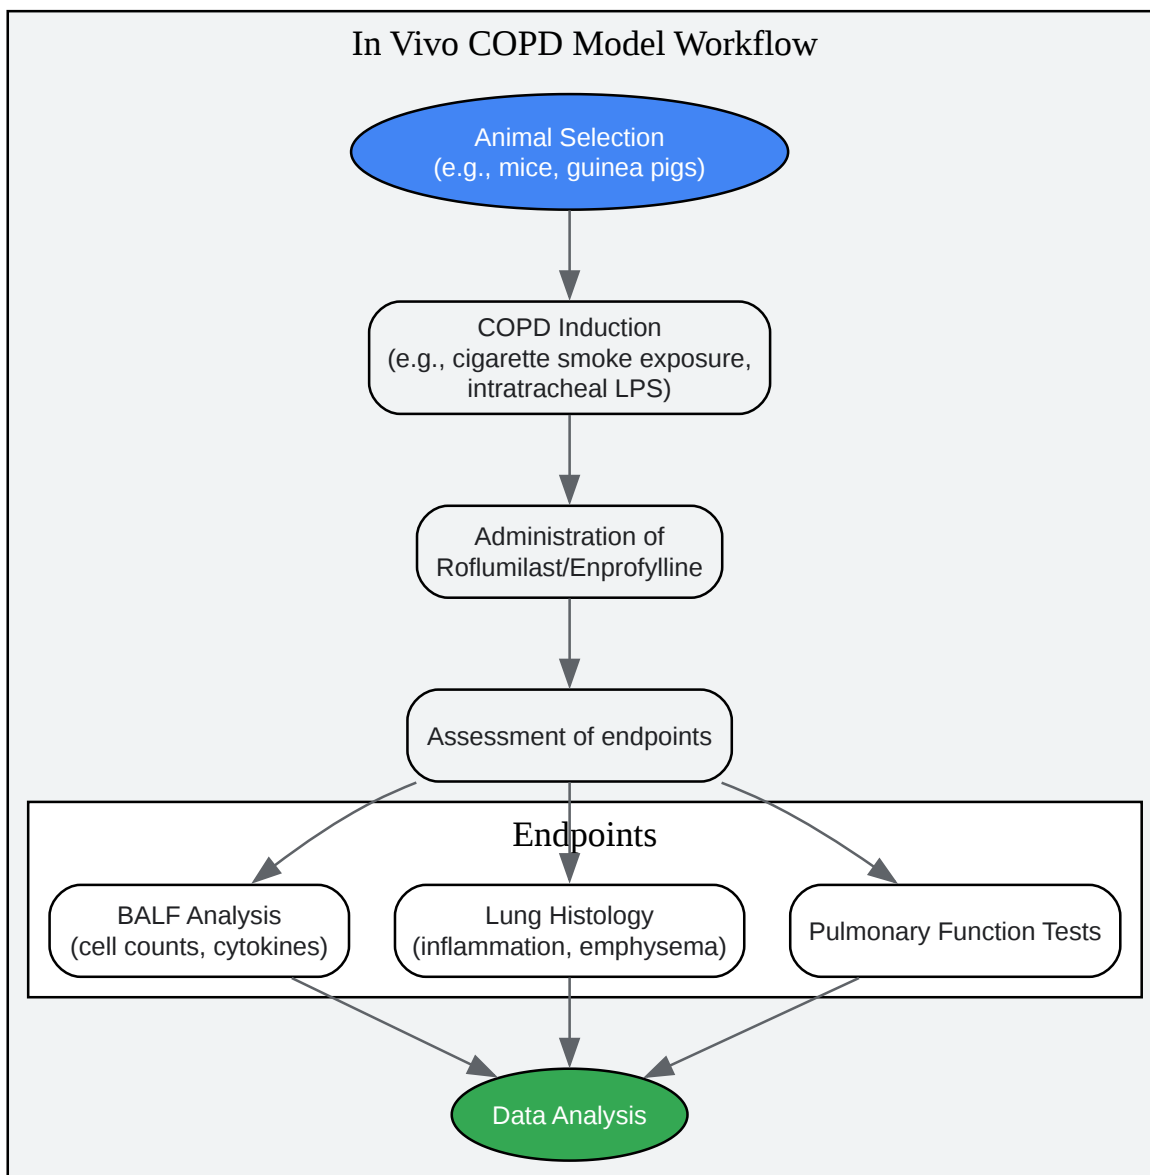 In Vivo COPD Model Workflow
Animal Selection
(e.g., mice, guinea pigs)
COPD Induction
(e.g., cigarette smoke exposure,
intratracheal LPS)
Administration of
Roflumilast/Enprofylline
Assessment of endpoints
Endpoints
BALF Analysis
(cell counts, cytokines)
Lung Histology
(inflammation, emphysema)
Pulmonary Function Tests
Data Analysis